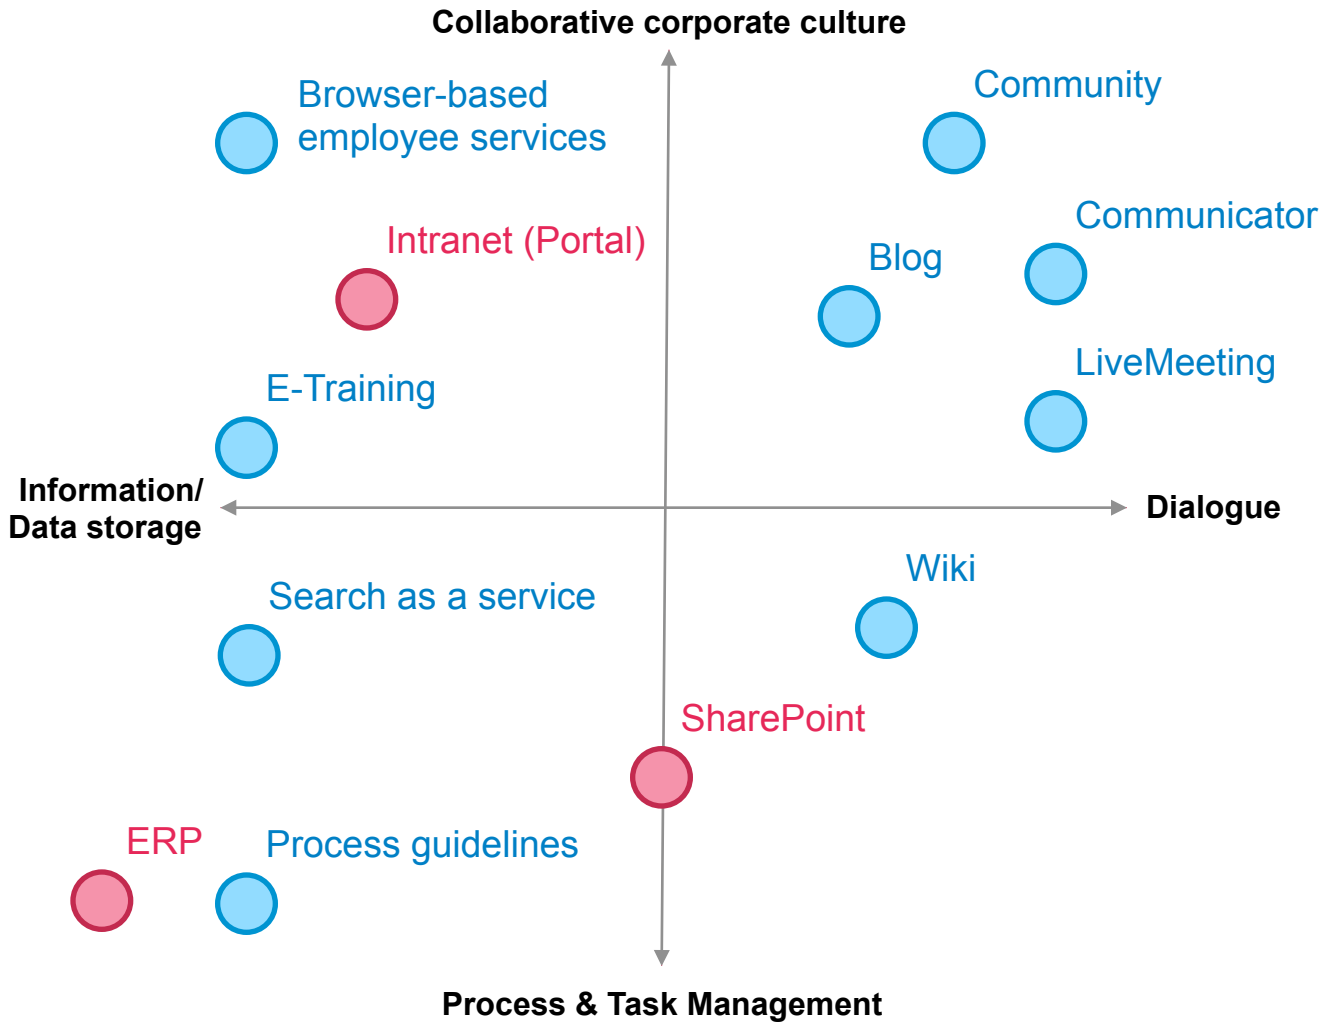 Collaborative corporate culture
Browser-based
employee services
Community
Communicator
Intranet (Portal)
Blog
LiveMeeting
E-Training
Information/
Data storage
Dialogue
Wiki
Search as a service
SharePoint
ERP
Process guidelines
Process & Task Management